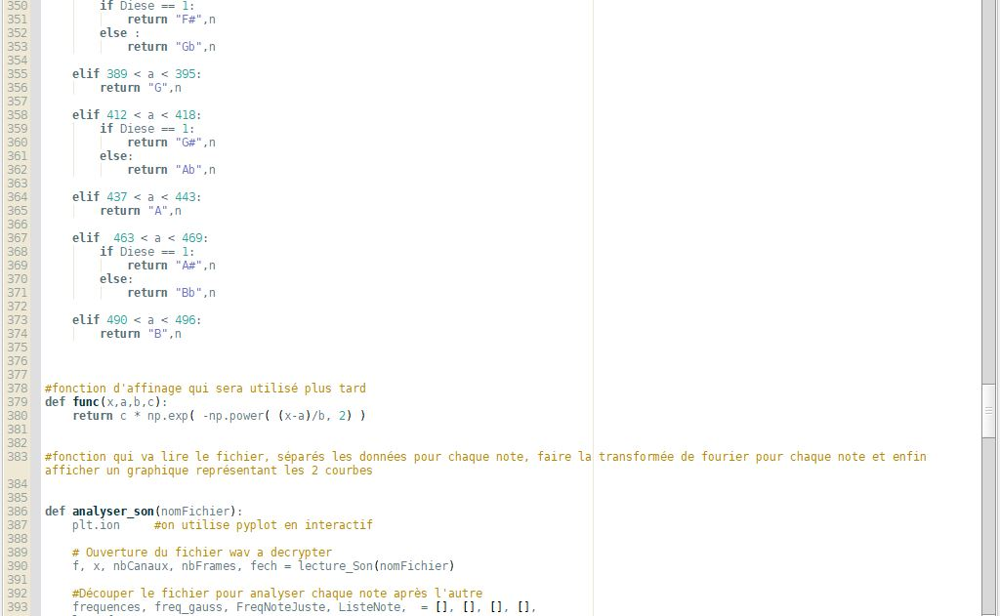 350 if Diese == 1:
351 return "F#",n
352 else :
353 return "Gb",n
354
355 elif 389 < a < 395:
356 return "G",n
357
358 elif 412 < a < 418:
359 if Diese == 1:
360 return "G#",n
361 else:
362 return "Ab",n
363
364 elif 437 < a < 443:
365 return "A",n
366
367 elif  463 < a < 469:
368 if Diese == 1:
369 return "A#",n
370 else:
371 return "Bb",n
372
373 elif 490 < a < 496:
374 return "B",n
375
376
377
378 #fonction d'affinage qui sera utilisé plus tard
379 def func(x,a,b,c):
380 return c * np.exp( -np.power( (x-a)/b, 2) )
381
382
383 #fonction qui va lire le fichier, séparés les données pour chaque note, faire la transformée de fourier pour chaque note et enfin
afficher un graphique représentant les 2 courbes
384
385
386 def analyser_son(nomFichier):
387 plt.ion     #on utilise pyplot en interactif
388
389 # Ouverture du fichier wav a decrypter
390 f, x, nbCanaux, nbFrames, fech = lecture_Son(nomFichier)
391
392 #Découper le fichier pour analyser chaque note après l'autre
393 frequences, freq_gauss, FreqNoteJuste, ListeNote,  = [], [], [], [],